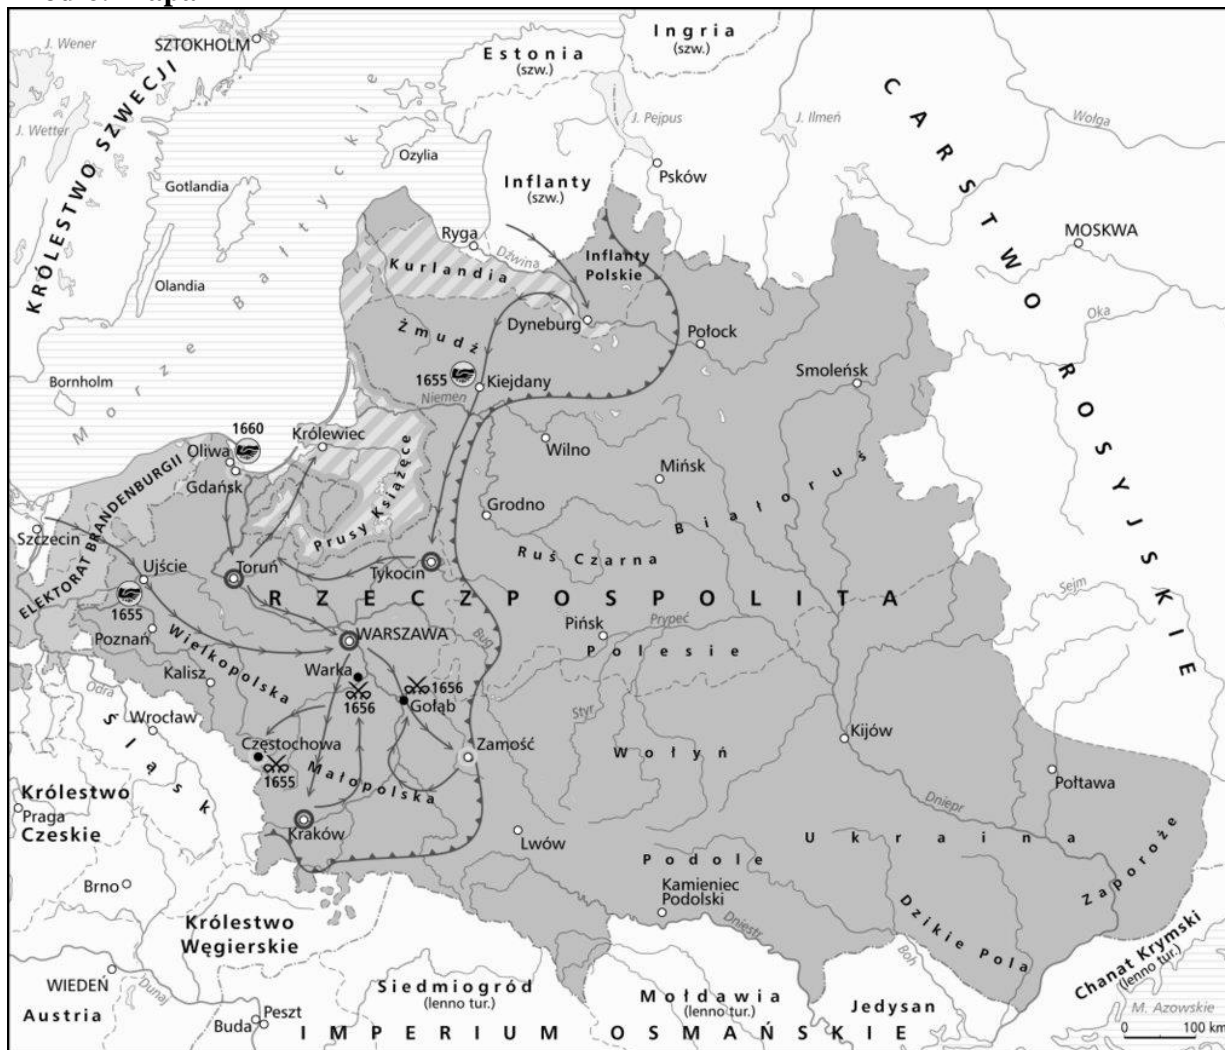 J. Wener
SZTOKHOLM
KRÓLESTWO SZWECJI
J. Wetter
Gotlandia
Olandia
Bornholm
Morze Bałtyckie
Estonia
(szw.)
Ingria
(szw.)
J. Pejpus
J. Ilmeń
Ozylia
Inflanty
(szw.)
Psków
CARSTWO ROSYJSKIE
Wołga
MOSKWA
Oka
Ryga
Dźwina
Kurlandia
Inflanty
Polskie
Żmudź
Dyneburg
Połock
1655
Kiejdany
Niemen
Smoleńsk
1660
Oliwa
Gdańsk
Królewiec
Wilno
Mińsk
Grodno
Białoruś
Prusy Książęce
Ruś Czarna
Szczecin
ELEKTORAT BRANDENBURGII
Ujście
1655
Toruń
Tykocin
RZECZPOSPOLITA
Sejm
Poznań
WARSZAWA
Bug
Pińsk
Prypeć
Polesie
Wielkopolska
Kalisz
Warka
1656
1656
Gołąb
Styr
Odra
Wrocław
Śląsk
Częstochowa
1655
Małopolska
Zamość
Wołyń
Kijów
Połtawa
Królestwo
Praga
Czeskie
Kraków
Lwów
Dniepr
Ukraina
Podole
Zaporoże
Brno
Kamieniec
Podolski
Dzikie Pola
Królestwo
Węgierskie
Dniestr
Boh
Chanat Krymski
(lenno tur.)
WIEDEŃ
Dunaj
Austria
Buda
Peszt
Siedmiogród
(lenno tur.)
Mołdawia
(lenno tur.)
Jedysan
M. Azowskie
IMPERIUM OSMAŃSKIE
0 100 km